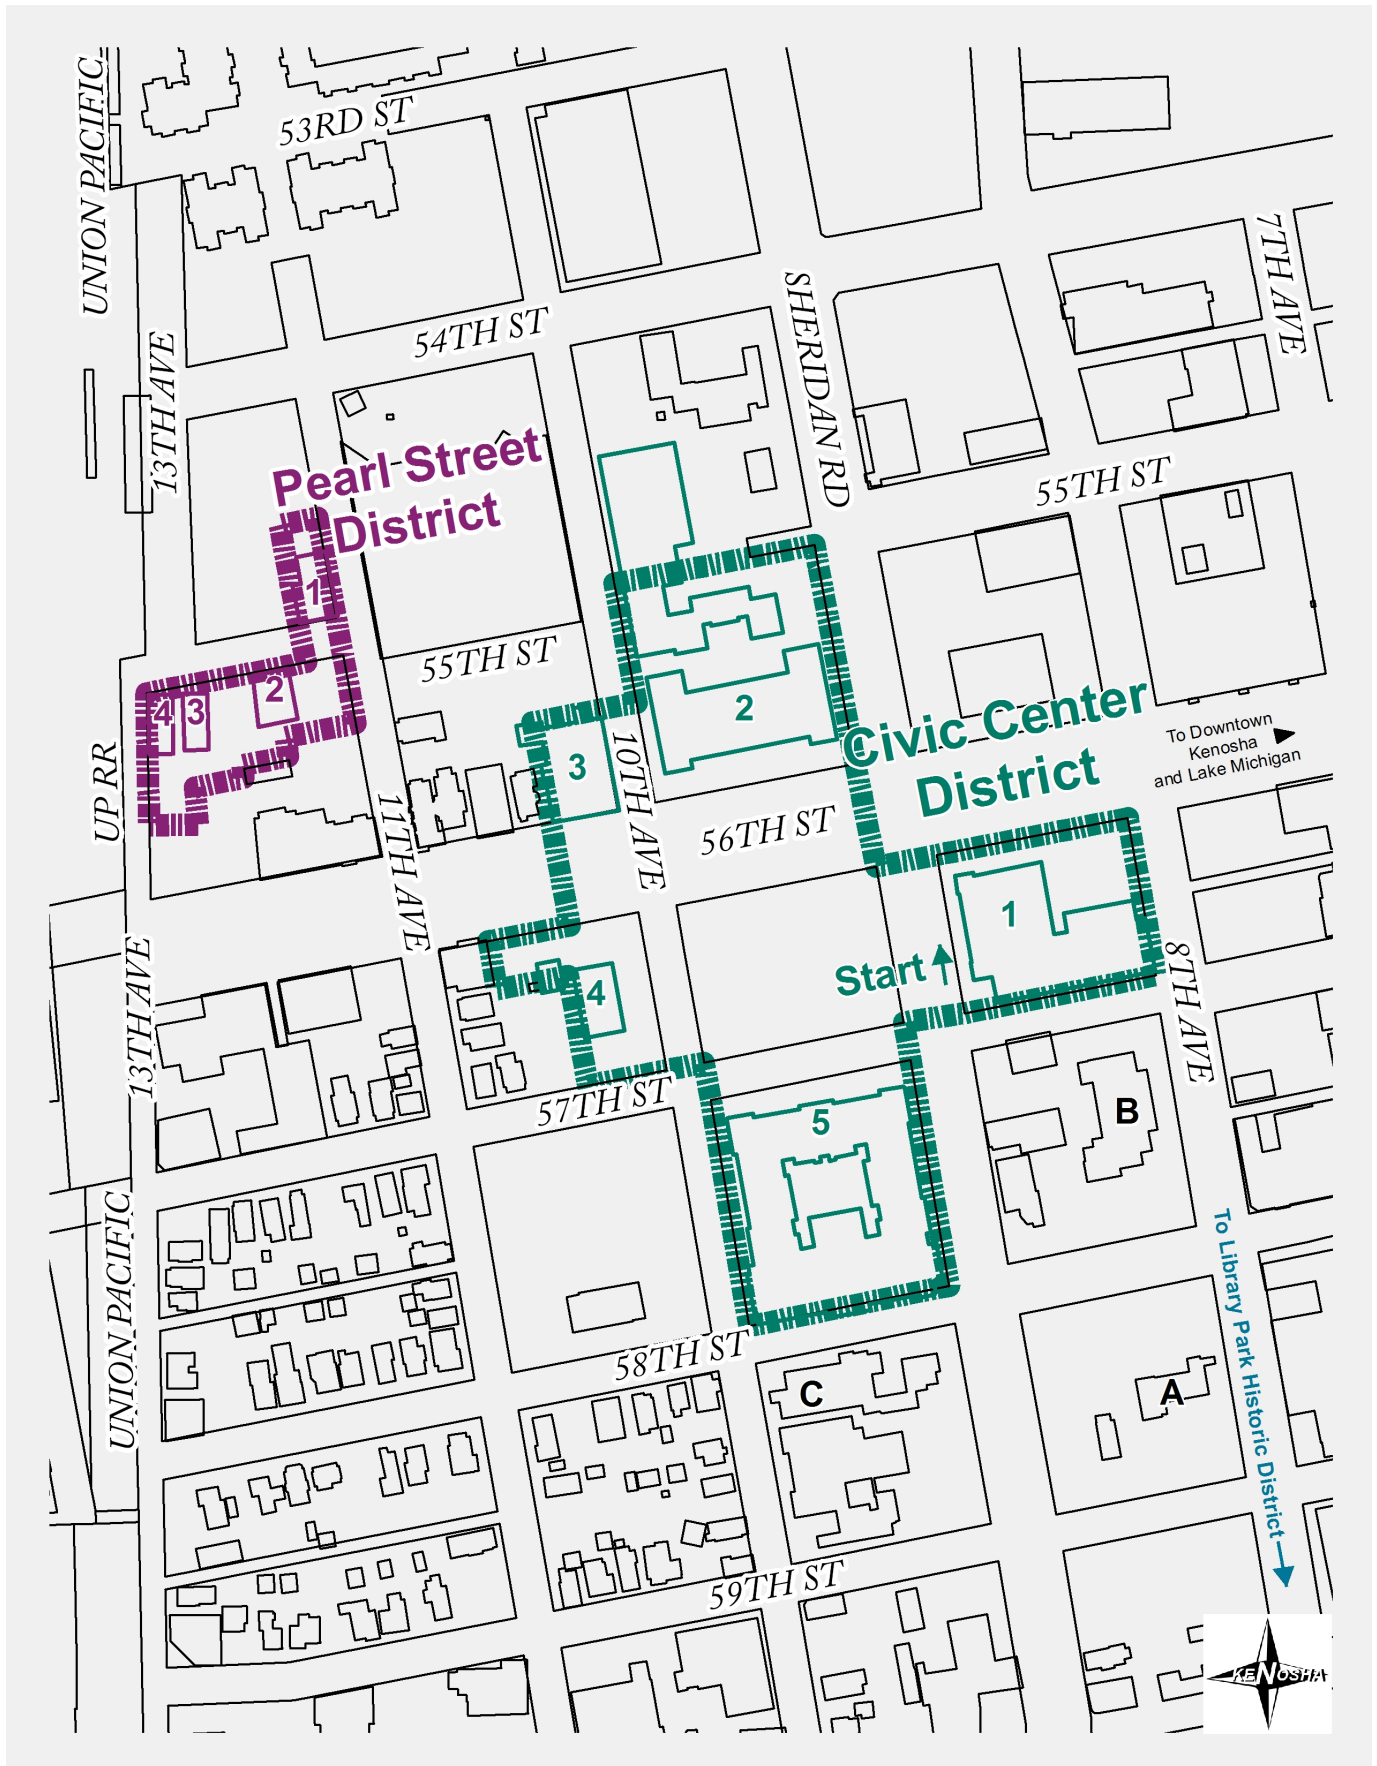 UNION PACIFIC
53RD ST
7TH AVE
SHERIDAN RD
54TH ST
13TH AVE
Pearl Street
District
55TH ST
1
55TH ST
2
3
4
2
Civic Center
District
To Downtown
Kenosha
and Lake Michigan
3
10TH AVE
UP RR
11TH AVE
56TH ST
1
Start
8TH AVE
13TH AVE
4
57TH ST
5
B
UNION PACIFIC
To Library Park Historic District
58TH ST
C
A
59TH ST
KENOSHA